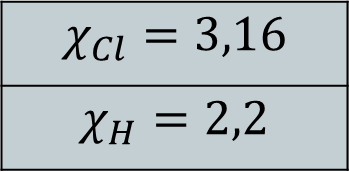 χ_Cl = 3,16
χ_H = 2,2